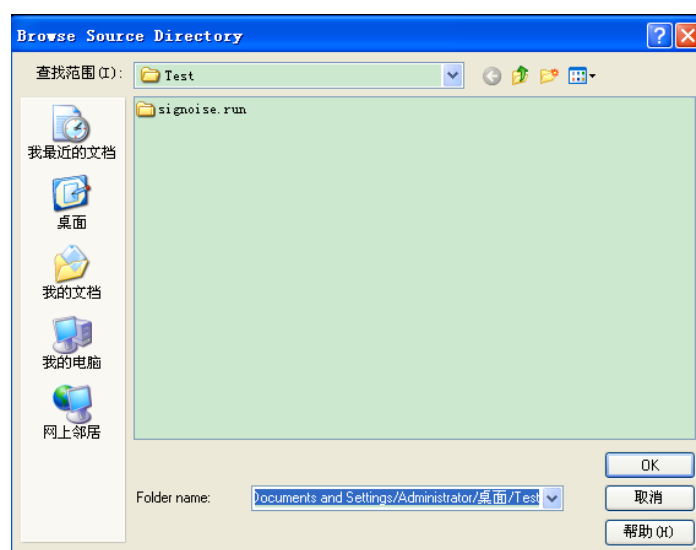 Browse Source Directory
查找范围(I):
Test
signoise.run
我最近的文档
桌面
我的文档
我的电脑
网上邻居
Folder name:
Documents and Settings/Administrator/桌面/Test
OK
取消
帮助(H)